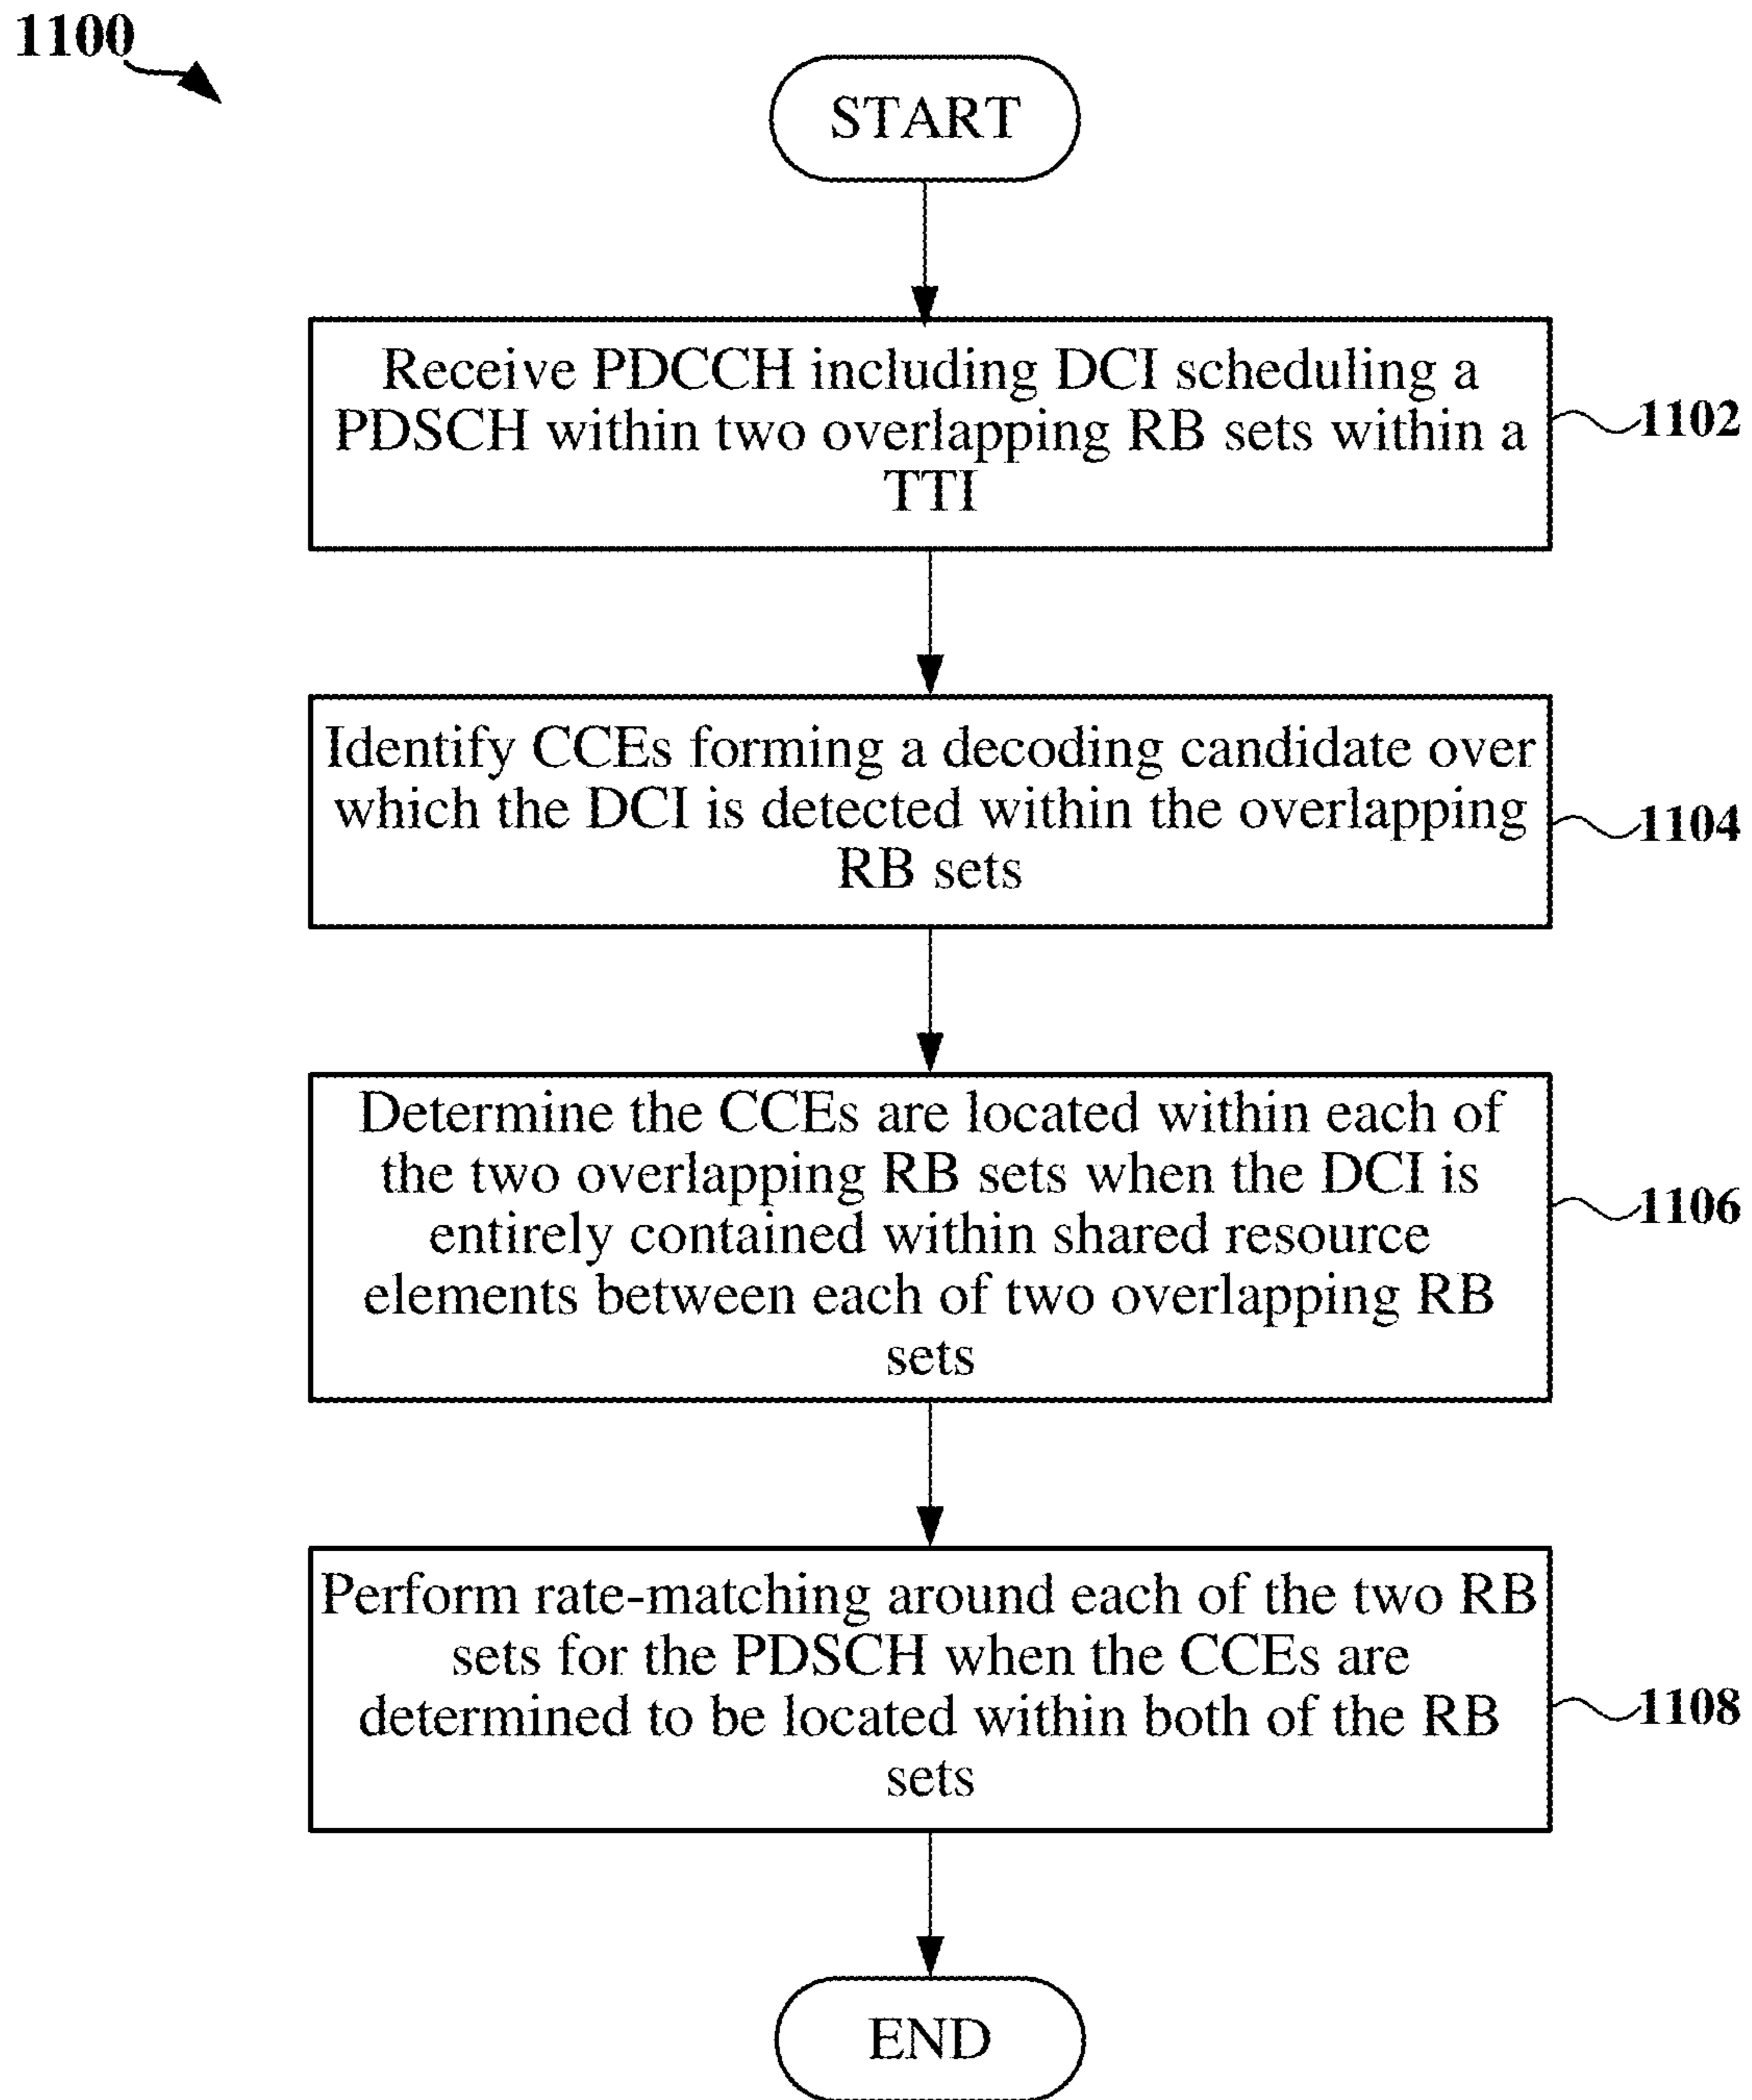 1100
START
Receive PDCCH including DCI scheduling a
PDSCH within two overlapping RB sets within a
TTI
1102
Identify CCEs forming a decoding candidate over
which the DCI is detected within the overlapping
RB sets
1104
Determine the CCEs are located within each of
the two overlapping RB sets when the DCI is
entirely contained within shared resource
elements between each of two overlapping RB
sets
1106
Perform rate-matching around each of the two RB
sets for the PDSCH when the CCEs are
determined to be located within both of the RB
sets
1108
END